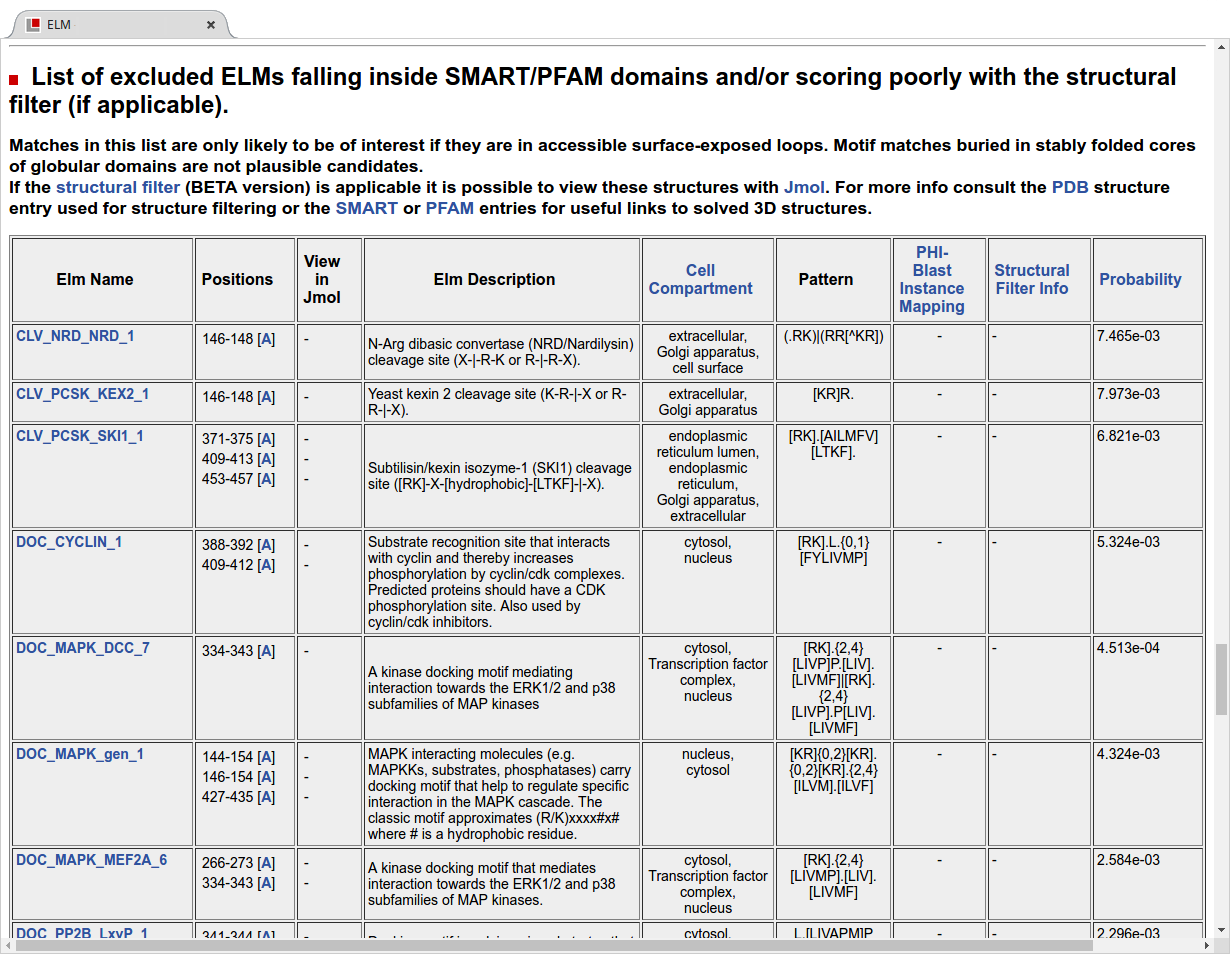 ELM
List of excluded ELMs falling inside SMART/PFAM domains and/or scoring poorly with the structural
filter (if applicable).
Matches in this list are only likely to be of interest if they are in accessible surface-exposed loops. Motif matches buried in stably folded cores
of globular domains are not plausible candidates.
If the structural filter (BETA version) is applicable it is possible to view these structures with Jmol. For more info consult the PDB structure
entry used for structure filtering or the SMART or PFAM entries for useful links to solved 3D structures.
Elm Name
Positions
View
in
Jmol
Elm Description
Cell
Compartment
Pattern
PHI-
Blast
Instance
Mapping
Structural
Filter Info
Probability
CLV_NRD_NRD_1
146-148 [A]
-
N-Arg dibasic convertase (NRD/Nardilysin)
cleavage site (X-|-R-K or R-|-R-X).
extracellular,
Golgi apparatus,
cell surface
(.RK)|(RR[^KR])
-
-
7.465e-03
CLV_PCSK_KEX2_1
146-148 [A]
-
Yeast kexin 2 cleavage site (K-R-|-X or R-
R-|-X).
extracellular,
Golgi apparatus
[KR]R.
-
-
7.973e-03
CLV_PCSK_SKI1_1
371-375 [A]
409-413 [A]
453-457 [A]
-
-
-
Subtilisin/kexin isozyme-1 (SKI1) cleavage
site ([RK]-X-[hydrophobic]-[LTKF]-|-X).
endoplasmic
reticulum lumen,
endoplasmic
reticulum,
Golgi apparatus,
extracellular
[RK].[AILMFV]
[LTKF].
-
-
6.821e-03
DOC_CYCLIN_1
388-392 [A]
409-412 [A]
-
-
Substrate recognition site that interacts
with cyclin and thereby increases
phosphorylation by cyclin/cdk complexes.
Predicted proteins should have a CDK
phosphorylation site. Also used by
cyclin/cdk inhibitors.
cytosol,
nucleus
[RK].L.{0,1}
[FYLIVMP]
-
-
5.324e-03
DOC_MAPK_DCC_7
334-343 [A]
-
A kinase docking motif mediating
interaction towards the ERK1/2 and p38
subfamilies of MAP kinases
cytosol,
Transcription factor
complex,
nucleus
[RK].{2,4}
[LIVP]P.[LIV].
[LIVMF]|[RK].
{2,4}
[LIVP].P[LIV].
[LIVMF]
-
-
4.513e-04
DOC_MAPK_gen_1
144-154 [A]
146-154 [A]
427-435 [A]
-
-
-
MAPK interacting molecules (e.g.
MAPKKs, substrates, phosphatases) carry
docking motif that help to regulate specific
interaction in the MAPK cascade. The
classic motif approximates (R/K)xxxx#x#
where # is a hydrophobic residue.
nucleus,
cytosol
[KR]{0,2}[KR].
{0,2}[KR].{2,4}
[ILVM].[ILVF]
-
-
4.324e-03
DOC_MAPK_MEF2A_6
266-273 [A]
334-343 [A]
-
-
A kinase docking motif that mediates
interaction towards the ERK1/2 and p38
subfamilies of MAP kinases.
cytosol,
Transcription factor
complex,
nucleus
[RK].{2,4}
[LIVMP].[LIV].
[LIVMF]
-
-
2.584e-03
DOC_PP2B_LxvP_1
341-344 [A]
-
cytosol,
L.[LIVAPM]P
-
-
2.296e-03